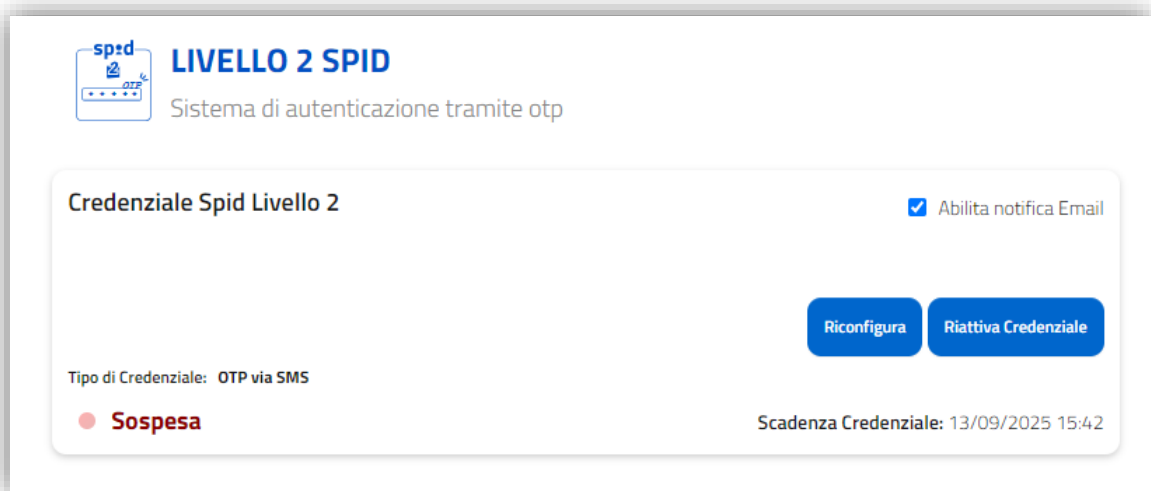 spid
2
OTP
LIVELLO 2 SPID
Sistema di autenticazione tramite otp
Credenziale Spid Livello 2
Abilita notifica Email
Riconfigura
Riattiva Credenziale
Tipo di Credenziale: OTP via SMS
Sospesa
Scadenza Credenziale: 13/09/2025 15:42